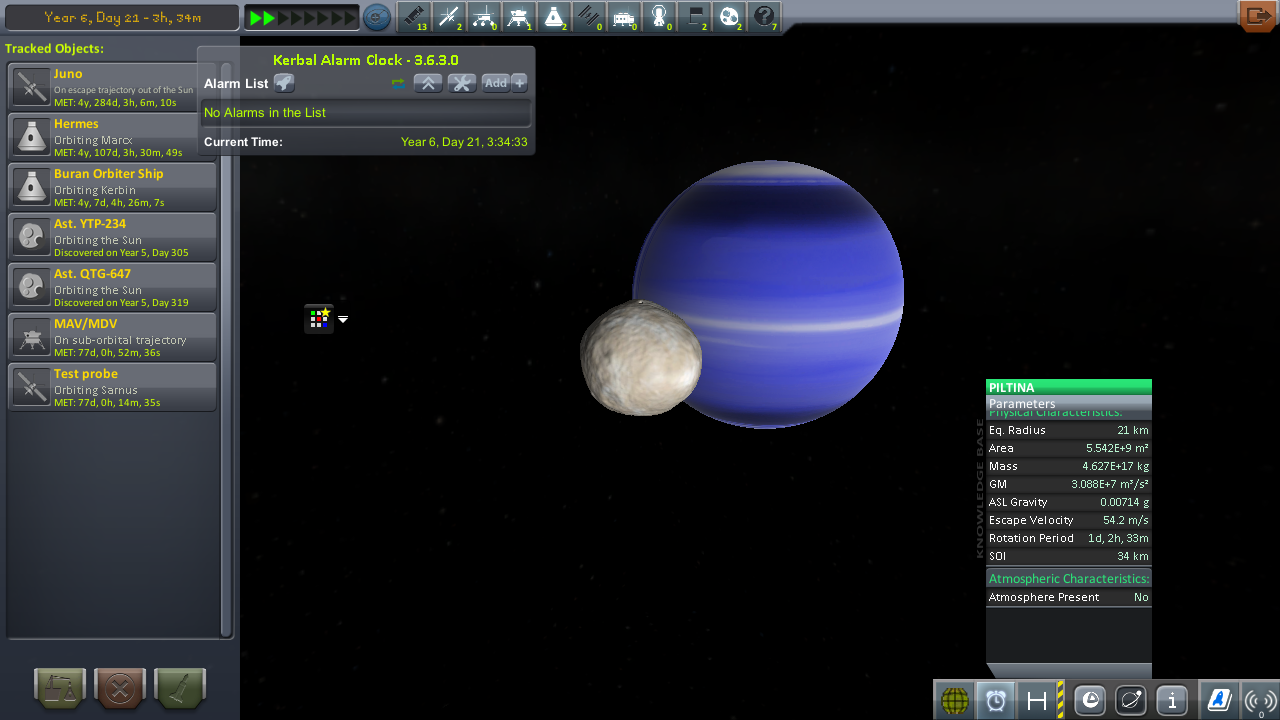 Year 6, Day 21 - 3h, 34m
13
2
0
1
2
0
0
0
2
2
7
Tracked Objects:
Juno
On escape trajectory out of the Sun
MET: 4y, 284d, 3h, 6m, 10s
Hermes
Orbiting Marcx
MET: 4y, 107d, 3h, 30m, 49s
Buran Orbiter Ship
Orbiting Kerbin
MET: 4y, 7d, 4h, 26m, 7s
Ast. YTP-234
Orbiting the Sun
Discovered on Year 5, Day 305
Ast. QTG-647
Orbiting the Sun
Discovered on Year 5, Day 319
MAV/MDV
On sub-orbital trajectory
MET: 77d, 0h, 52m, 36s
Test probe
Orbiting Sarnus
MET: 77d, 0h, 14m, 35s
Kerbal Alarm Clock - 3.6.3.0
Alarm List
Add +
No Alarms in the List
Current Time: Year 6, Day 21, 3:34:33
PILTINA
Parameters
Physical Characteristics:
Eq. Radius 21 km
Area 5.542E+9 m²
Mass 4.627E+17 kg
GM 3.088E+7 m³/s²
ASL Gravity 0.00714 g
Escape Velocity 54.2 m/s
Rotation Period 1d, 2h, 33m
SOI 34 km
Atmospheric Characteristics:
Atmosphere Present No
KNOWLEDGE BASE
0